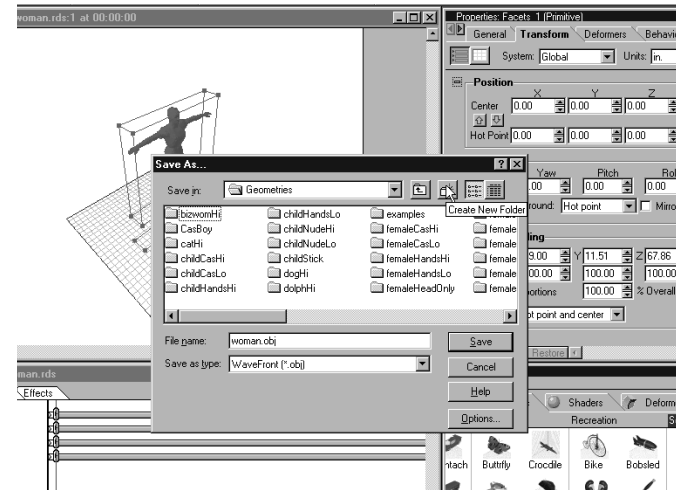 woman.rds:1 at 00:00:00
Properties: Facets 1 (Primitive)
General Transform Deformers Behavi
System: Global Units: in.
Position
X Y Z
Center 0.00 0.00 0.00
Hot Point 0.00 0.00 0.00
Yaw Pitch Rol
.00 0.00 0.00
round: Hot point Mirro
ling
9.00 Y 11.51 Z 67.86
00.00 100.00 100.00
portions 100.00 % Overall
ot point and center
Restore
Save As...
Save in: Geometries
Create New Folder
bizwomHi childHandsLo examples female
CasBoy childNudeHi femaleCasHi female
catHi childNudeLo femaleCasLo female
childCasHi childStick femaleHandsHi female
childCasLo dogHi femaleHandsLo female
childHandsHi dolphHi femaleHeadOnly female
File name: woman.obj Save
Save as type: WaveFront (*.obj) Cancel
Help
Options...
man.rds
Effects
Shaders Deform
Recreation S
ntach Buttrfly Crocdile Bike Bobsled